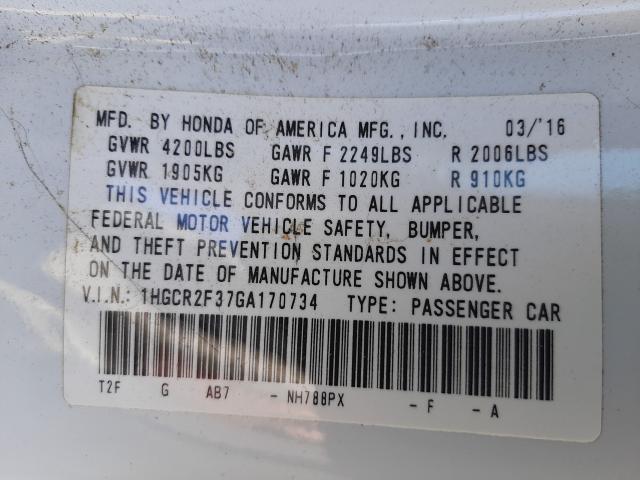 MFD. BY HONDA OF AMERICA MFG., INC. 03/'16
GVWR 4200LBS GAWR F 2249LBS R 2006LBS
GVWR 1905KG GAWR F 1020KG R 910KG
THIS VEHICLE CONFORMS TO ALL APPLICABLE
FEDERAL MOTOR VEHICLE SAFETY, BUMPER,
AND THEFT PREVENTION STANDARDS IN EFFECT
ON THE DATE OF MANUFACTURE SHOWN ABOVE.
V.I.N.: 1HGCR2F37GA170734 TYPE: PASSENGER CAR
T2F G AB7 - NH788PX - F - A